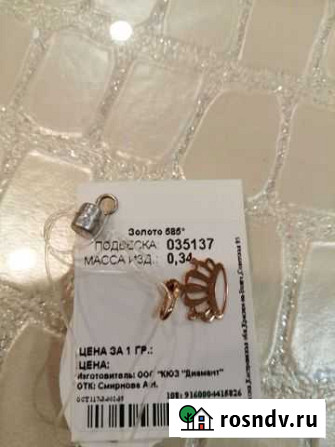 Золото 585°
ПОДВЕСКА: 035137
МАССА ИЗД.: 0,34
ЦЕНА ЗА 1 ГР.:
ЦЕНА:
Изготовитель: ООО "КЮЗ "Диамант"
ОТК: Смирнова А.И.
rosndv.ru